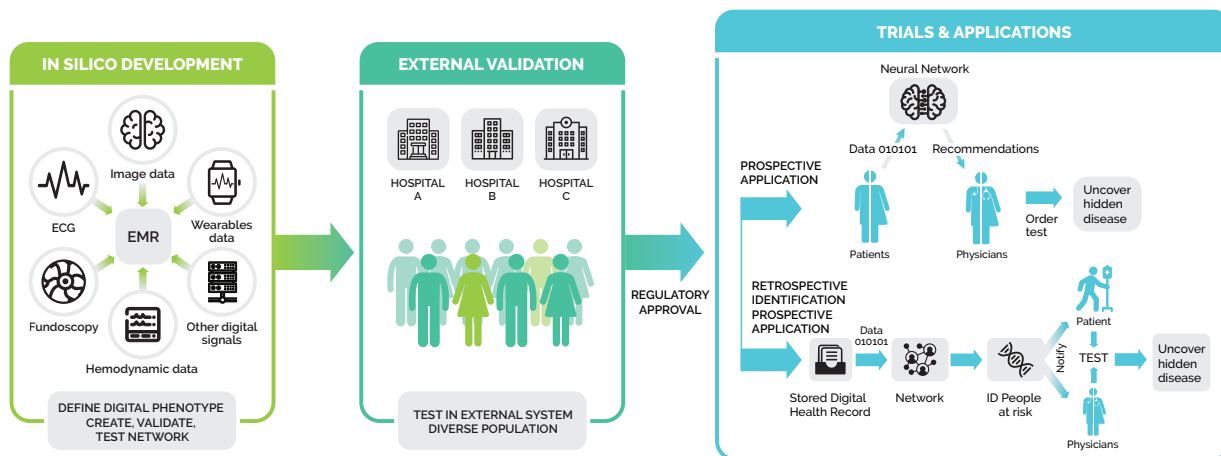 IN SILICO DEVELOPMENT
Image data
ECG
Wearables
data
EMR
Fundoscopy
Other digital
signals
Hemodynamic data
DEFINE DIGITAL PHENOTYPE
CREATE, VALIDATE,
TEST NETWORK
EXTERNAL VALIDATION
HOSPITAL
A
HOSPITAL
B
HOSPITAL
C
TEST IN EXTERNAL SYSTEM
DIVERSE POPULATION
REGULATORY
APPROVAL
TRIALS & APPLICATIONS
PROSPECTIVE
APPLICATION
Neural Network
Data 010101
Recommendations
Patients
Physicians
Order
test
Uncover
hidden
disease
RETROSPECTIVE
IDENTIFICATION
PROSPECTIVE
APPLICATION
Stored Digital
Health Record
Data
010101
Network
ID People
at risk
Notify
Patient
TEST
Physicians
Uncover
hidden
disease